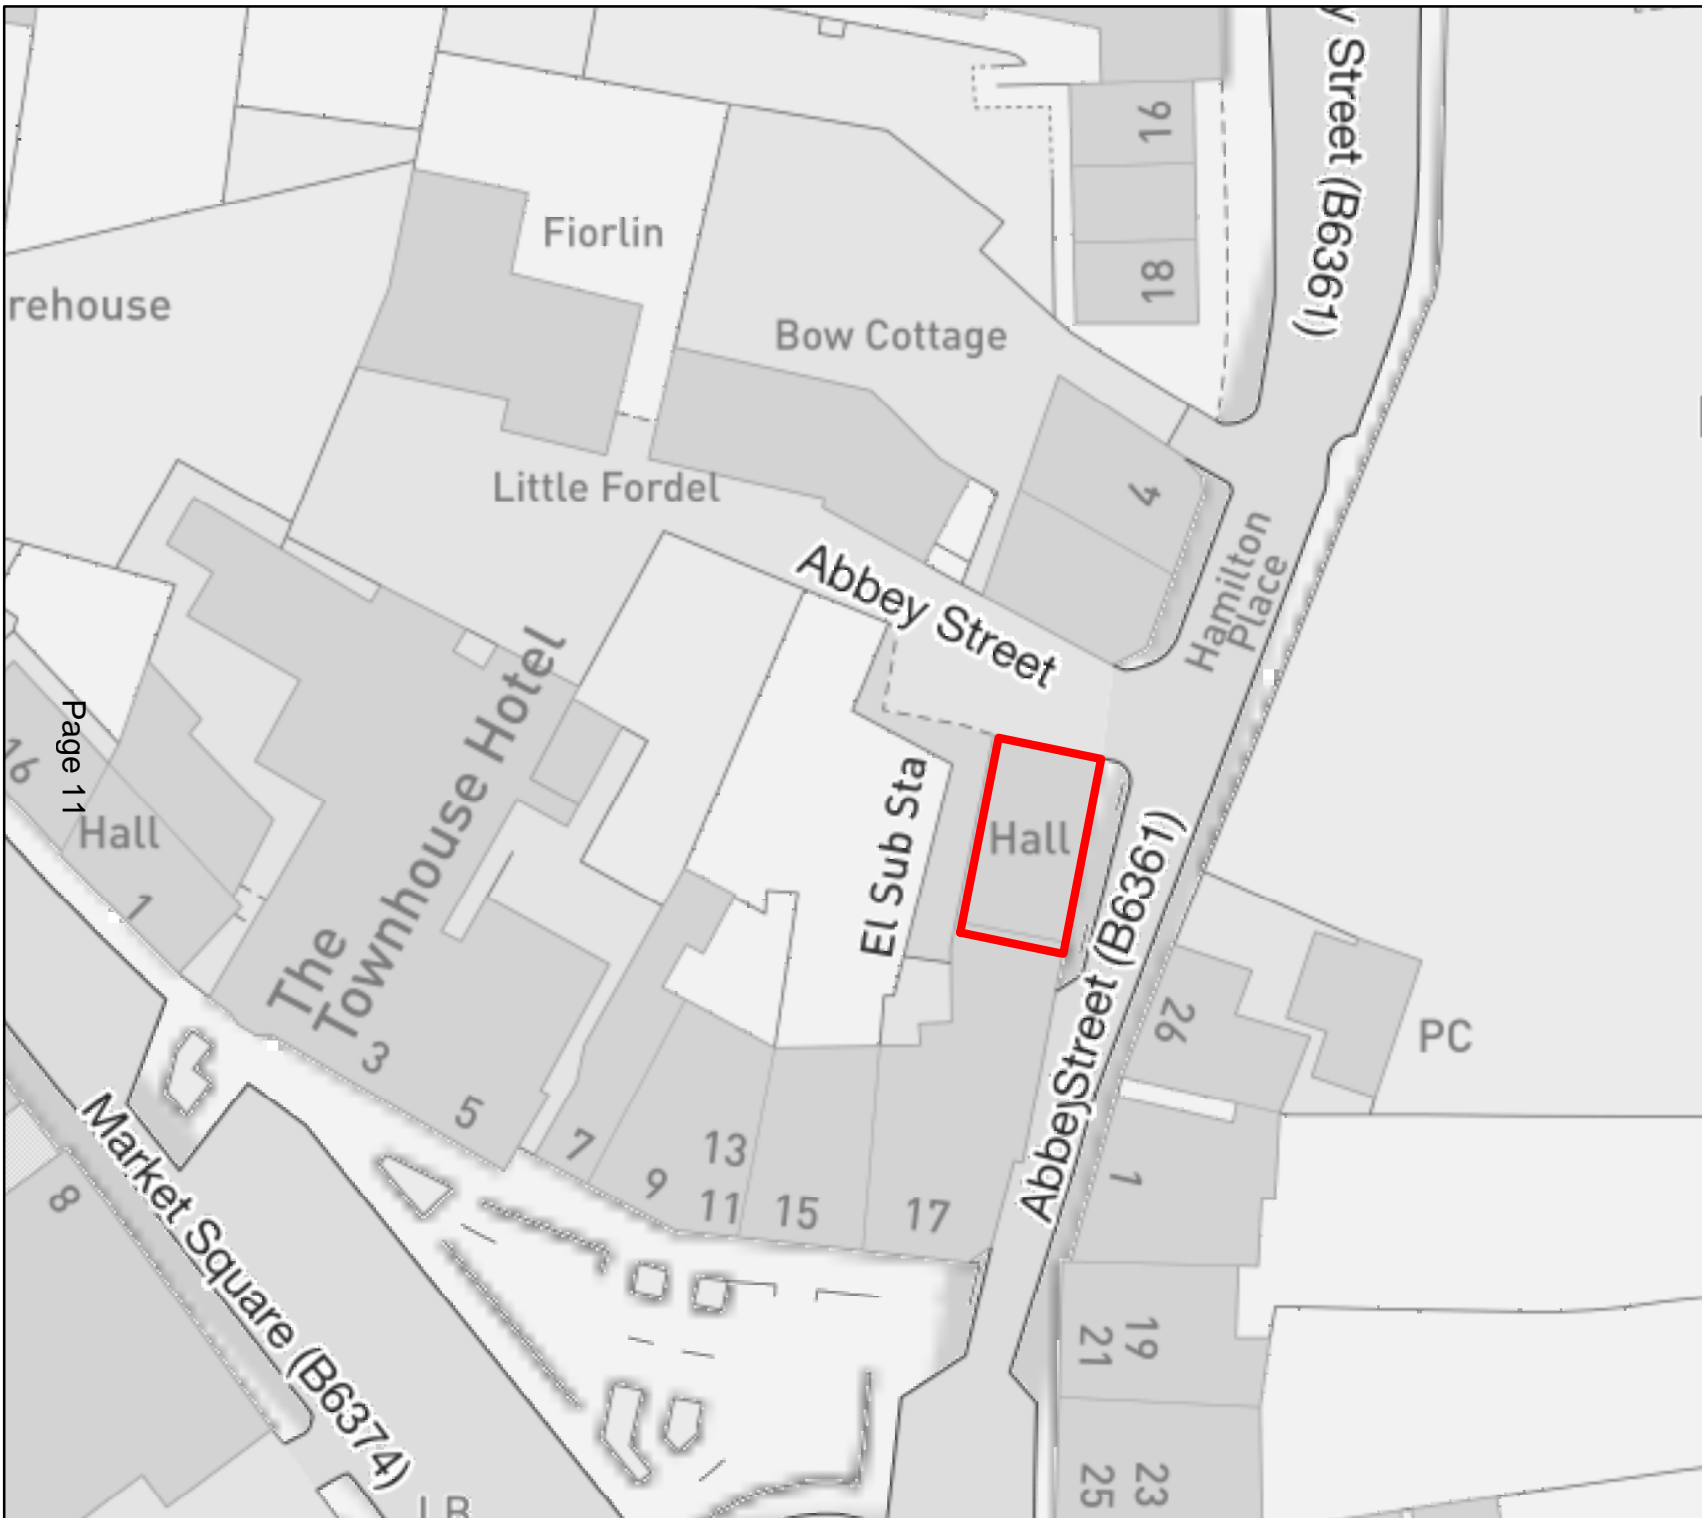 y Street (B6361)
16
18
Fiorlin
rehouse
Bow Cottage
Little Fordel
4
Hamilton
Place
Abbey Street
The
Townhouse Hotel
16
Page 11
Hall
1
El Sub Sta
Hall
Abbey Street (B6361)
26
PC
3
5
7
9
13
11
15
17
1
8
Market Square (B6374)
19
21
23
25
LB